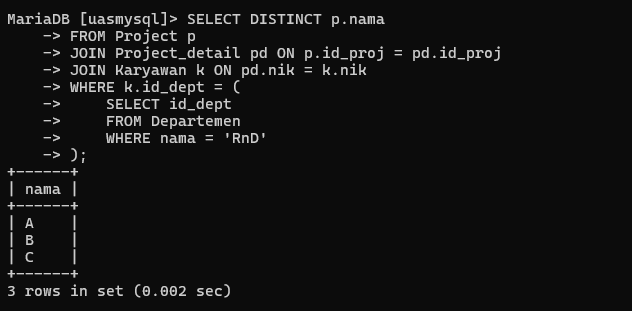 MariaDB [uasmysql]> SELECT DISTINCT p.nama
    -> FROM Project p
    -> JOIN Project_detail pd ON p.id_proj = pd.id_proj
    -> JOIN Karyawan k ON pd.nik = k.nik
    -> WHERE k.id_dept = (
    ->     SELECT id_dept
    ->     FROM Departemen
    ->     WHERE nama = 'RnD'
    -> );
+------+
| nama |
+------+
| A    |
| B    |
| C    |
+------+
3 rows in set (0.002 sec)